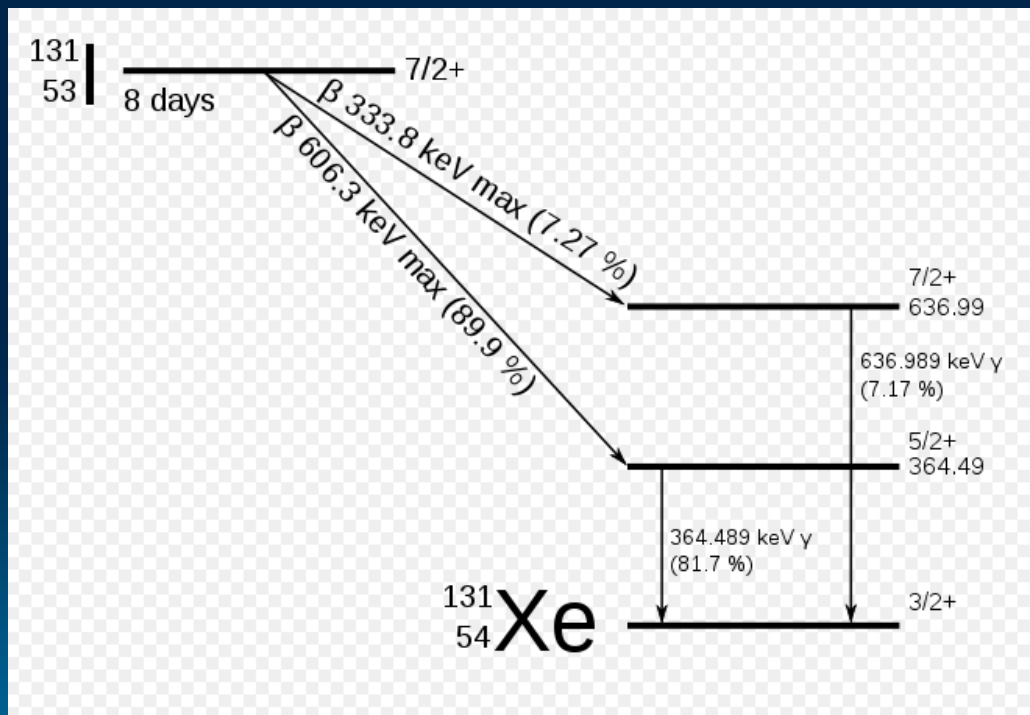 131
53 I
8 days
7/2+
β 333.8 keV max (7.27 %)
β 606.3 keV max (89.9 %)
7/2+
636.99
636.989 keV γ
(7.17 %)
5/2+
364.49
364.489 keV γ
(81.7 %)
131
54 Xe
3/2+